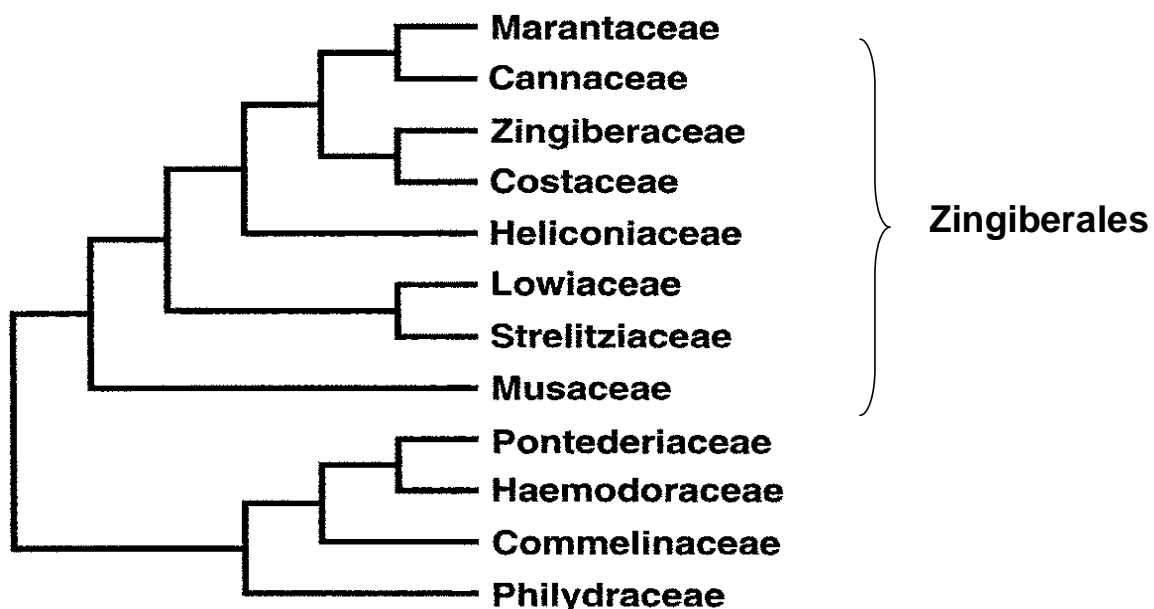 Marantaceae
Cannaceae
Zingiberaceae
Costaceae
Heliconiaceae
Lowiaceae
Strelitziaceae
Musaceae
Pontederiaceae
Haemodoraceae
Commelinaceae
Philydraceae
Zingiberales